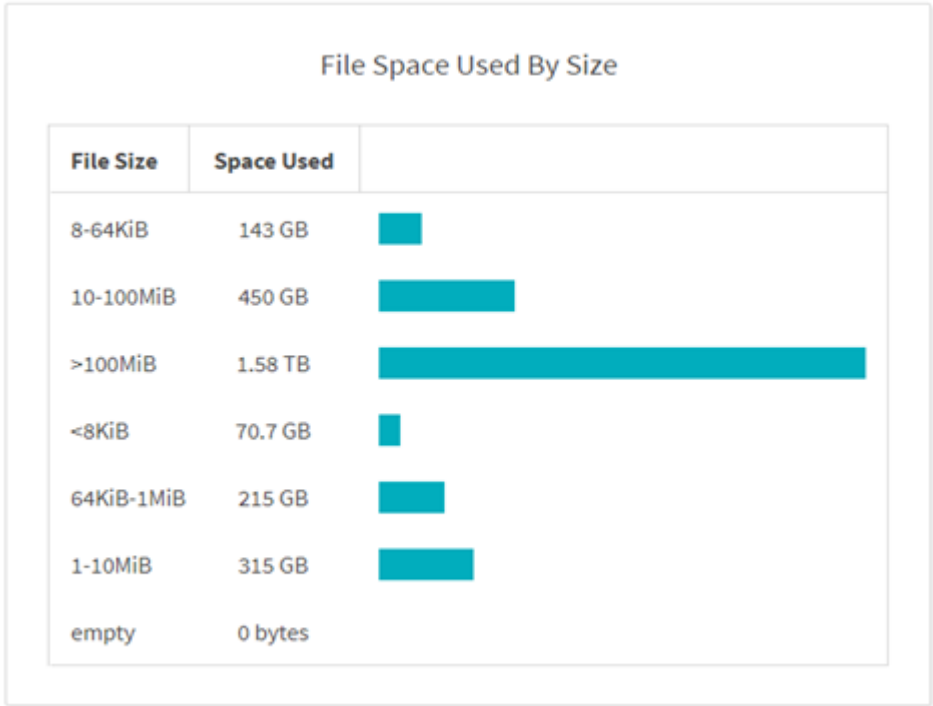 File Space Used By Size
File Size Space Used
8-64KiB 143 GB
10-100MiB 450 GB
>100MiB 1.58 TB
<8KiB 70.7 GB
64KiB-1MiB 215 GB
1-10MiB 315 GB
empty 0 bytes